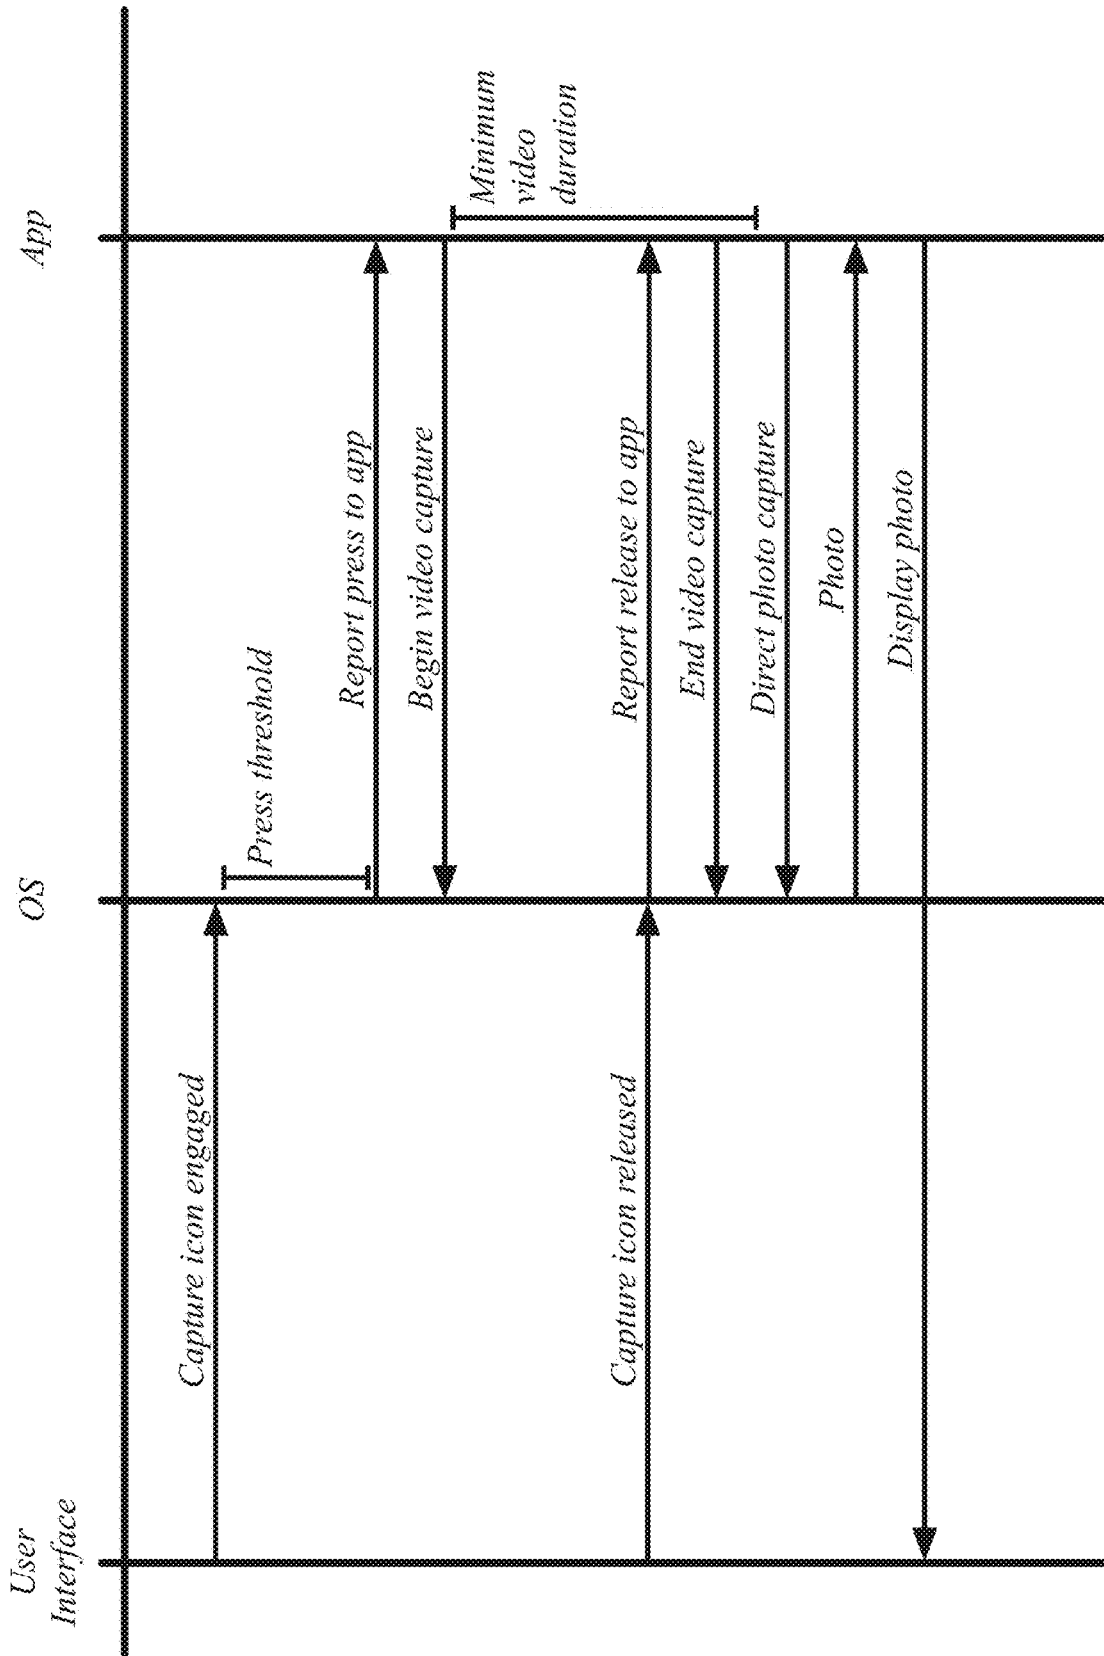 User
Interface
OS
App
Capture icon engaged
Press threshold
Report press to app
Begin video capture
Minimum
video
duration
Capture icon released
Report release to app
End video capture
Direct photo capture
Photo
Display photo